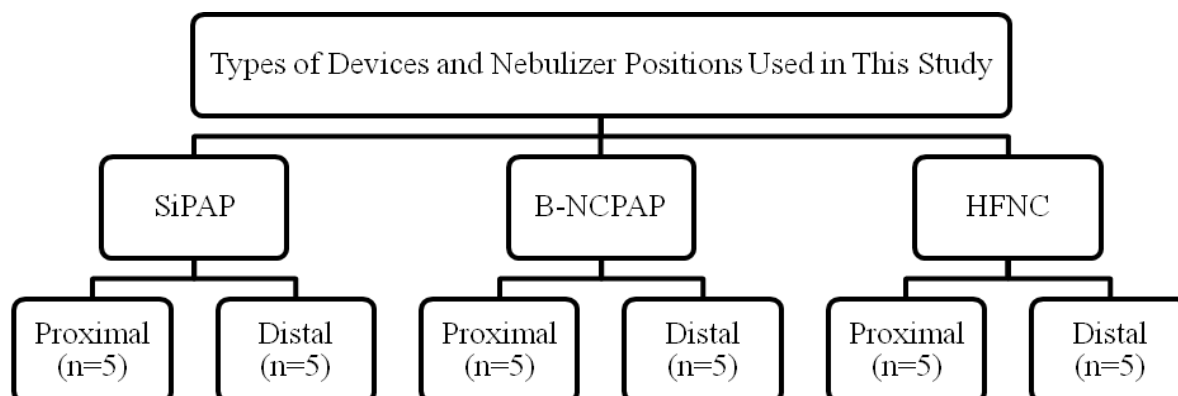 Types of Devices and Nebulizer Positions Used in This Study
SiPAP
B-NCPAP
HFNC
Proximal
(n=5)
Distal
(n=5)
Proximal
(n=5)
Distal
(n=5)
Proximal
(n=5)
Distal
(n=5)